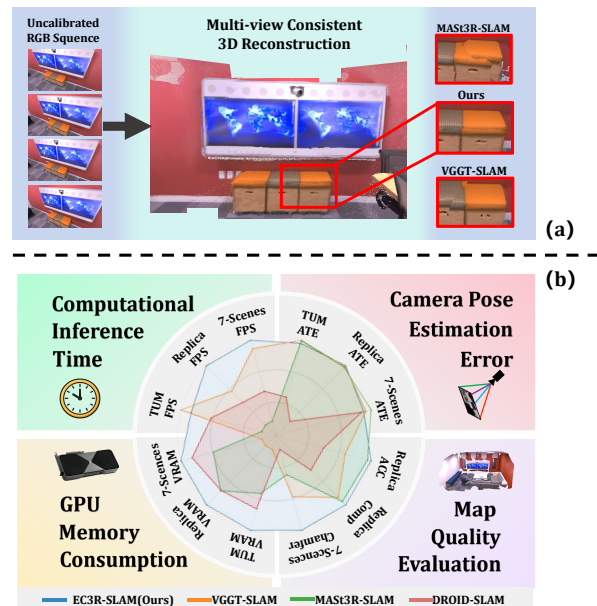 Uncalibrated
RGB Squence
Multi-view Consistent
3D Reconstruction
MASt3R-SLAM
Ours
VGGT-SLAM
(a)
(b)
Computational
Inference
Time
Camera Pose
Estimation
Error
GPU
Memory
Consumption
Map
Quality
Evaluation
7-Scenes
FPS
TUM
ATE
Replica
ATE
7-Scenes
ATE
Replica
ACC
Replica
Comp
7-Scences
Chamfer
TUM
VRAM
Replica
VRAM
7-Scences
VRAM
TUM
FPS
Replica
FPS
EC3R-SLAM(Ours)
VGGT-SLAM
MASt3R-SLAM
DROID-SLAM